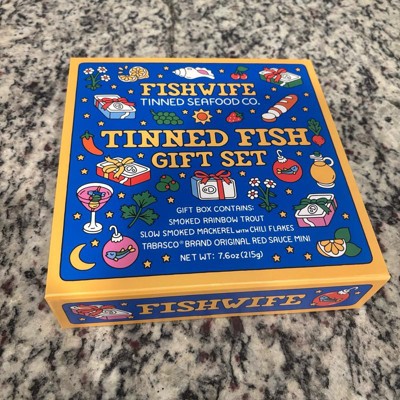 FISHWIFE
TINNED SEAFOOD CO.
TINNED FISH
GIFT SET
GIFT BOX CONTAINS:
SMOKED RAINBOW TROUT
SLOW SMOKED MACKEREL WITH CHILI FLAKES
TABASCO® BRAND ORIGINAL RED SAUCE MINI
NET WT: 7.6oz (215g)
FISHWIFE